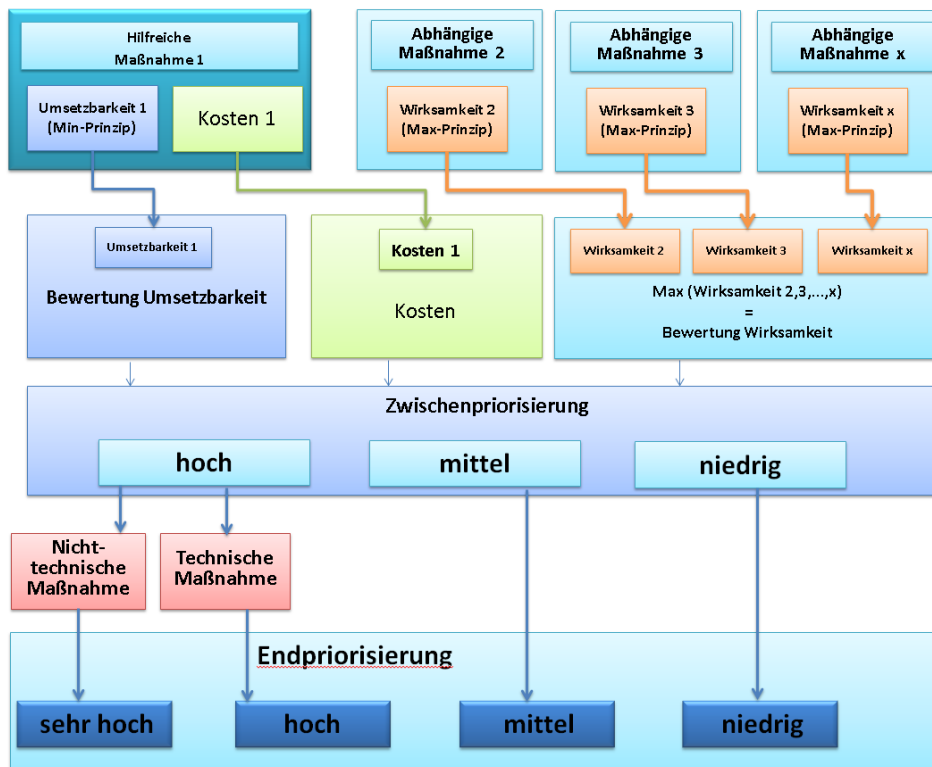 Hilfreiche
Maßnahme 1
Umsetzbarkeit 1
(Min-Prinzip)
Kosten 1
Abhängige
Maßnahme 2
Wirksamkeit 2
(Max-Prinzip)
Abhängige
Maßnahme 3
Wirksamkeit 3
(Max-Prinzip)
Abhängige
Maßnahme x
Wirksamkeit x
(Max-Prinzip)
Umsetzbarkeit 1
Bewertung Umsetzbarkeit
Kosten 1
Kosten
Wirksamkeit 2
Wirksamkeit 3
Wirksamkeit x
Max (Wirksamkeit 2,3,...,x)
=
Bewertung Wirksamkeit
Zwischenpriorisierung
hoch
mittel
niedrig
Nicht-
technische
Maßnahme
Technische
Maßnahme
Endpriorisierung
sehr hoch
hoch
mittel
niedrig